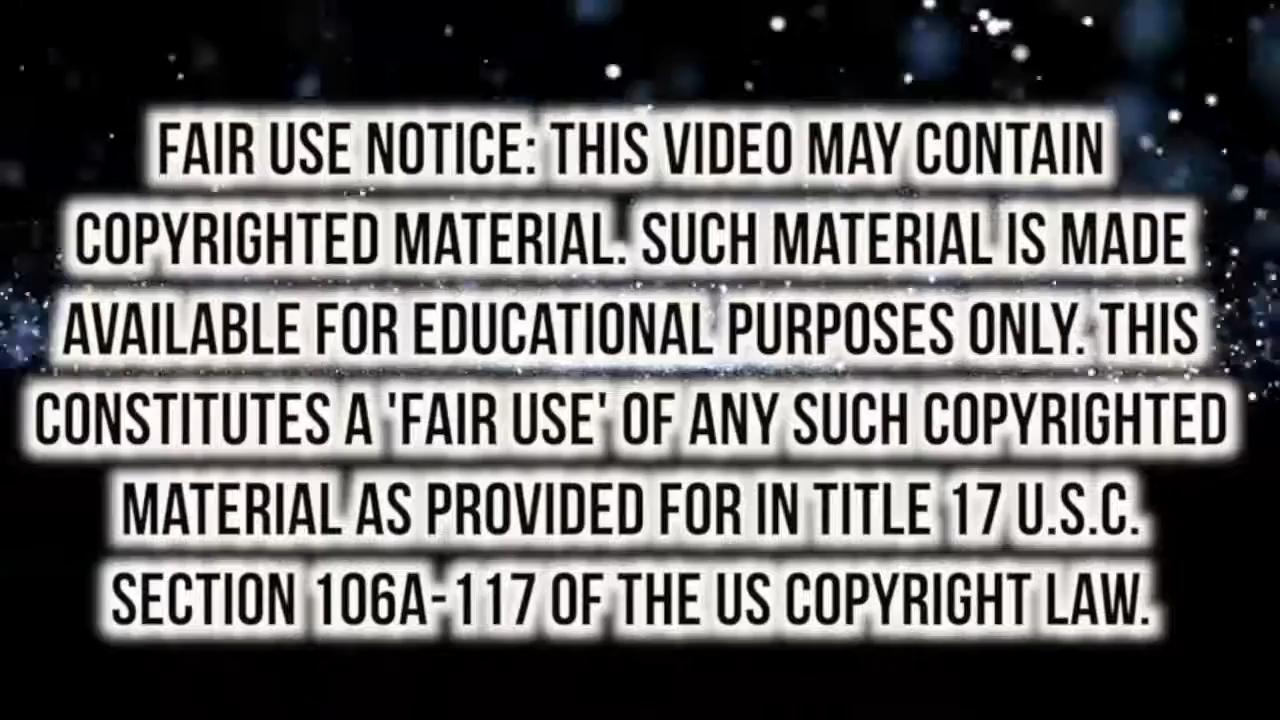 FAIR USE NOTICE: THIS VIDEO MAY CONTAIN
COPYRIGHTED MATERIAL. SUCH MATERIAL IS MADE
AVAILABLE FOR EDUCATIONAL PURPOSES ONLY. THIS
CONSTITUTES A 'FAIR USE' OF ANY SUCH COPYRIGHTED
MATERIAL AS PROVIDED FOR IN TITLE 17 U.S.C.
SECTION 106A-117 OF THE US COPYRIGHT LAW.